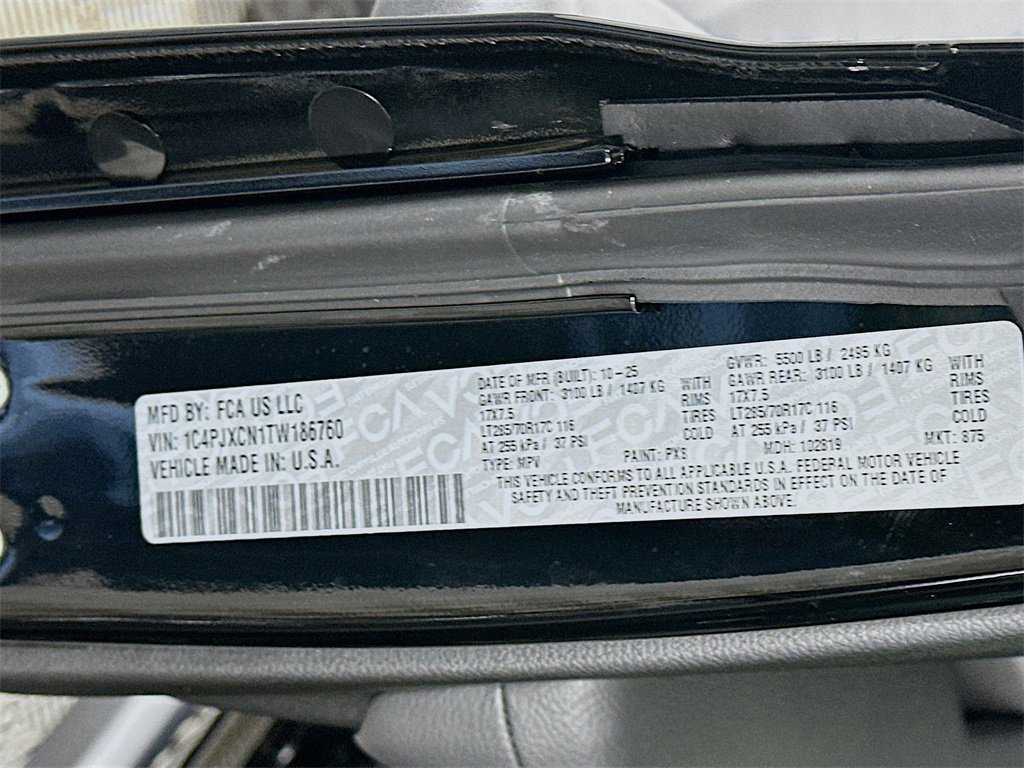 MFD BY: FCA US LLC
VIN: 1C4PJXCN1TW186760
VEHICLE MADE IN: U.S.A.
DATE OF MFR (BUILT): 10-25
GAWR FRONT: 3100 LB / 1407 KG WITH
17X7.5 RIMS
LT285/70R17C 116 TIRES
AT 255 kPa / 37 PSI COLD
TYPE: MPV PAINT: PX8
GVWR: 5500 LB / 2495 KG
GAWR REAR: 3100 LB / 1407 KG WITH
17X7.5 RIMS
LT285/70R17C 116 TIRES
AT 255 kPa / 37 PSI COLD
MDH: 102819 MKT: 875
THIS VEHICLE CONFORMS TO ALL APPLICABLE U.S.A. FEDERAL MOTOR VEHICLE
SAFETY AND THEFT PREVENTION STANDARDS IN EFFECT ON THE DATE OF
MANUFACTURE SHOWN ABOVE.